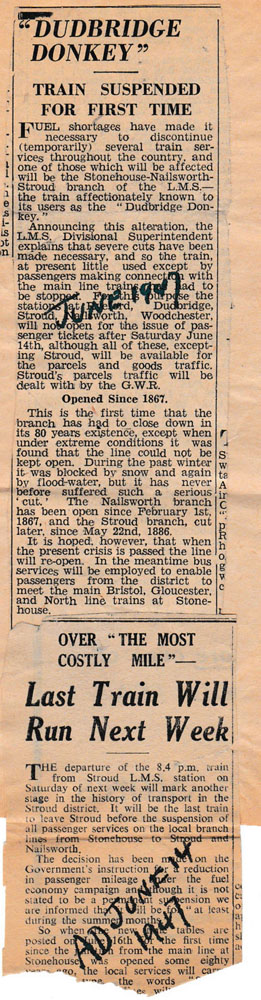 “DUDBRIDGE
DONKEY”
TRAIN SUSPENDED
FOR FIRST TIME
FUEL shortages have made it
necessary to discontinue
(temporarily) several train ser-
vices throughout the country, and
one of those which will be affected
will be the Stonehouse-Nailsworth-
Stroud branch of the L.M.S.—
the train affectionately known to
its users as the “Dudbridge Don-
key.”
Announcing this alteration, the
L.M.S. Divisional Superintendent
explains that severe cuts have been
made necessary, and so the train,
at present little used except by
passengers making connection with
the main line trains had to
be stopped. purpose the
stations at Dudbridge,
Stroud, Woodchester,
will not open for the issue of pas-
senger tickets after Saturday June
14th, although all of these, except-
ing Stroud, will be available for
the parcels and goods traffic.
Stroud's parcels traffic will be
dealt with by the G.W.R.
JUNE 1947
Opened Since 1867.
This is the first time that the
branch has had to close down in
its 80 years existence, except when
under extreme conditions it was
found that the line could not be
kept open. During the past winter
it was blocked by snow and again
by flood-water, but it has never
before suffered such a serious
‘cut.’ The Nailsworth branch
has been open since February 1st,
1867, and the Stroud branch, cut
later, since May 22nd, 1886.
It is hoped, however, that when
the present crisis is passed the line
will re-open. In the meantime bus
services will be employed to enable
passengers from the district to
meet the main Bristol, Gloucester,
and North line trains at Stone-
house.
OVER “THE MOST
COSTLY MILE”—
Last Train Will
Run Next Week
THE departure of the 8.4 p.m. train
from Stroud L.M.S. station on
Saturday of next week will mark another
stage in the history of transport in the
Stroud district. It will be the last train
to leave Stroud before the suspension of
all passenger services on the local branch
lines from Stonehouse to Stroud and
Nailsworth.
The decision has been on the
Government's instruction reduction
in passenger mileage the fuel
economy campaign and though it is not
stated to be a suspension we
are informed that at least
during the summer months.
So when tables are
posted on June 16th the first time
since the from the main line at
Stonehouse was opened some eighty
ago, the local services will
the words
JUNE 14
1947